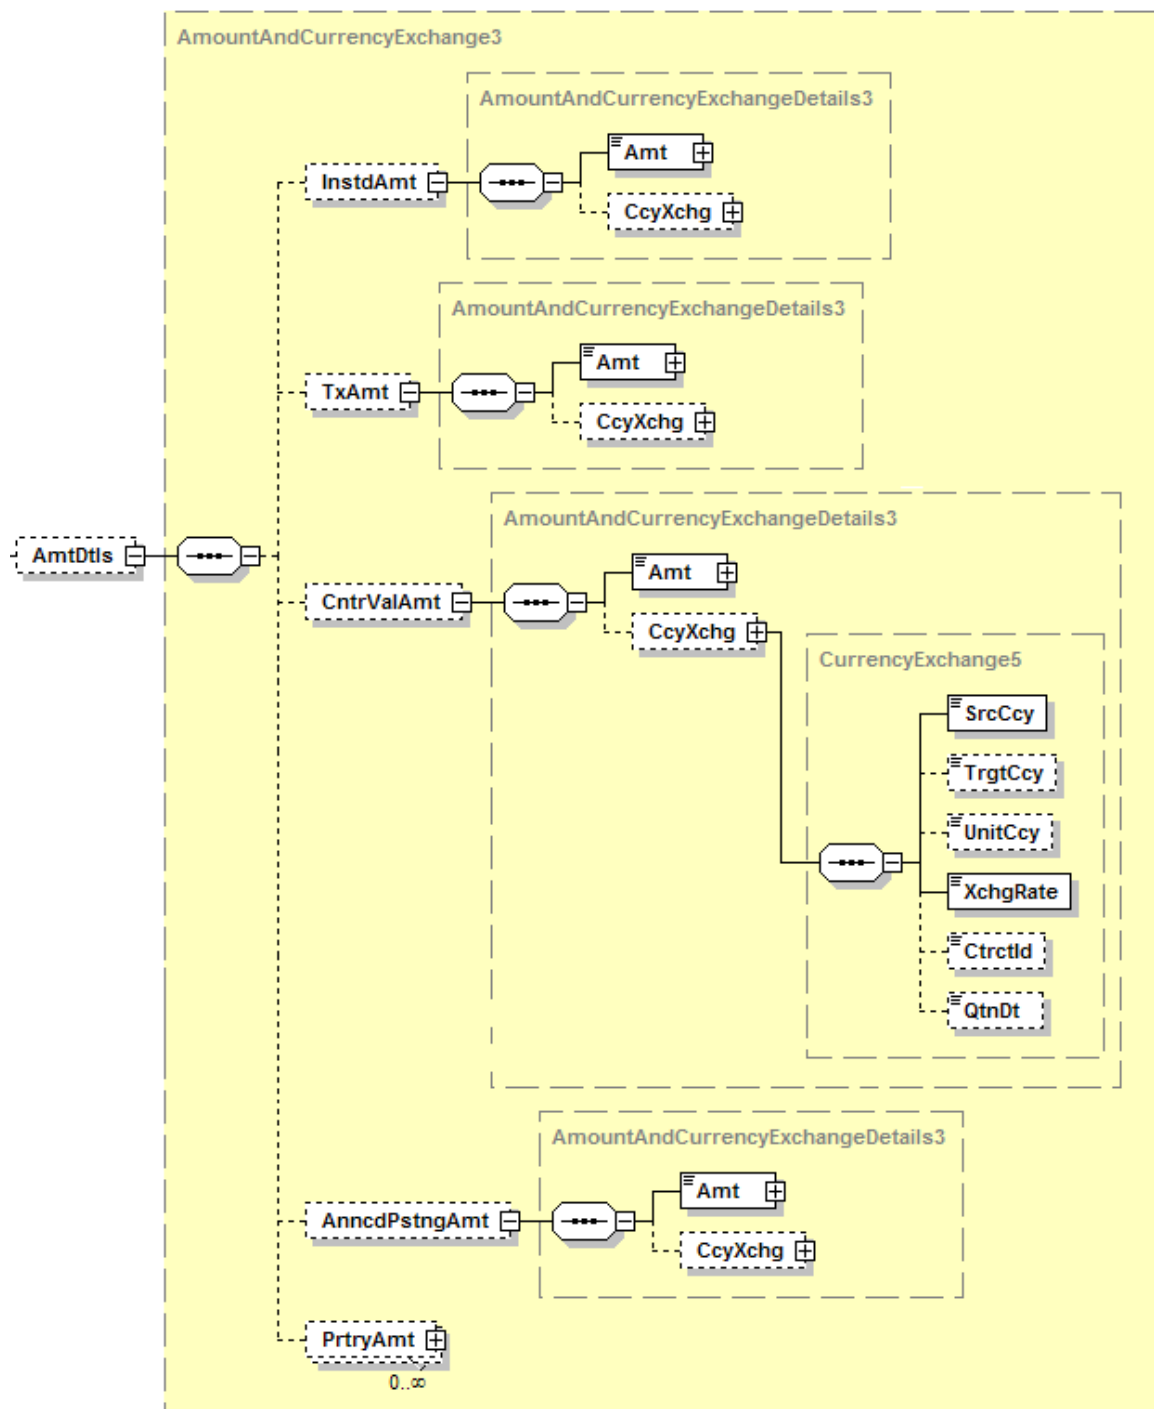 AmountAndCurrencyExchange3
AmountAndCurrencyExchangeDetails3
Amt
InstdAmt
CcyXchg
AmountAndCurrencyExchangeDetails3
Amt
TxAmt
CcyXchg
AmountAndCurrencyExchangeDetails3
AmtDtls
Amt
CntrValAmt
CcyXchg
CurrencyExchange5
SrcCcy
TrgtCcy
UnitCcy
XchgRate
CtrctId
QtnDt
AmountAndCurrencyExchangeDetails3
Amt
AnncdPstngAmt
CcyXchg
PrtryAmt
0..∞